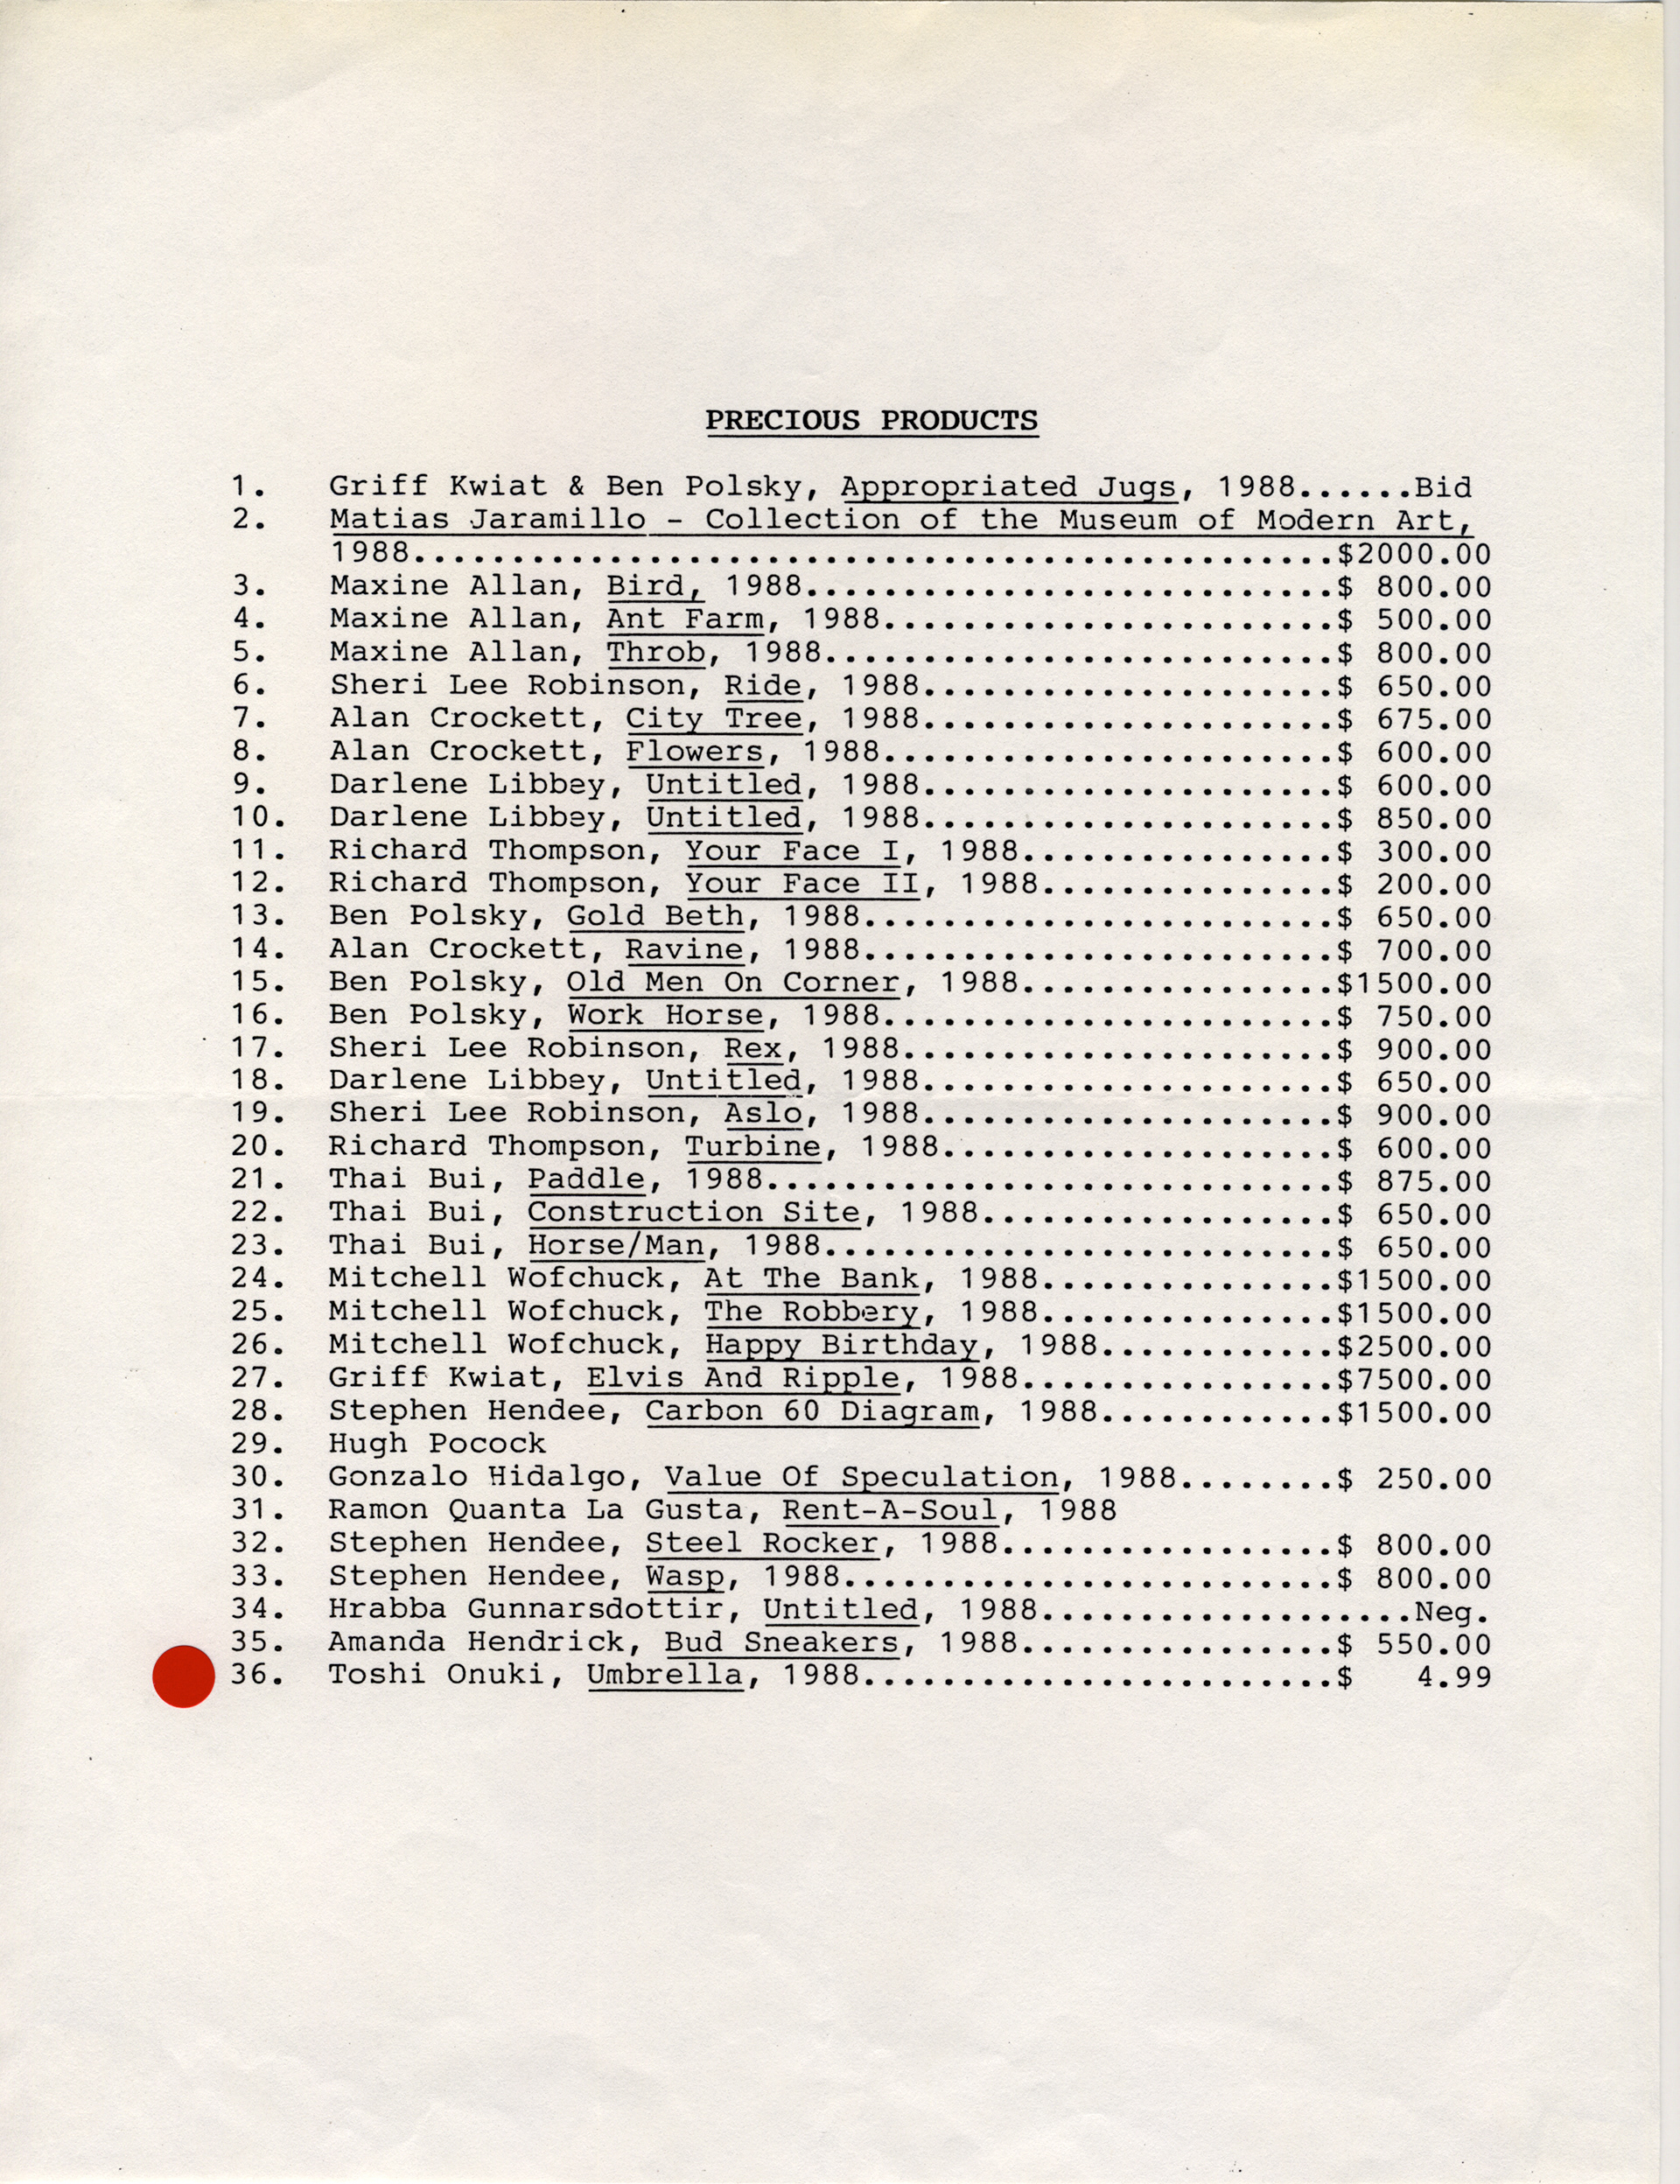 PRECIOUS PRODUCTS
1. Griff Kwiat & Ben Polsky, Appropriated Jugs, 1988......Bid
2. Matias Jaramillo - Collection of the Museum of Modern Art,
1988...............................................$2000.00
3. Maxine Allan, Bird, 1988...........................$ 800.00
4. Maxine Allan, Ant Farm, 1988.......................$ 500.00
5. Maxine Allan, Throb, 1988..........................$ 800.00
6. Sheri Lee Robinson, Ride, 1988.....................$ 650.00
7. Alan Crockett, City Tree, 1988.....................$ 675.00
8. Alan Crockett, Flowers, 1988.......................$ 600.00
9. Darlene Libbey, Untitled, 1988.....................$ 600.00
10. Darlene Libbey, Untitled, 1988.....................$ 850.00
11. Richard Thompson, Your Face I, 1988................$ 300.00
12. Richard Thompson, Your Face II, 1988...............$ 200.00
13. Ben Polsky, Gold Beth, 1988........................$ 650.00
14. Alan Crockett, Ravine, 1988........................$ 700.00
15. Ben Polsky, Old Men On Corner, 1988................$1500.00
16. Ben Polsky, Work Horse, 1988.......................$ 750.00
17. Sheri Lee Robinson, Rex, 1988......................$ 900.00
18. Darlene Libbey, Untitled, 1988.....................$ 650.00
19. Sheri Lee Robinson, Aslo, 1988.....................$ 900.00
20. Richard Thompson, Turbine, 1988....................$ 600.00
21. Thai Bui, Paddle, 1988.............................$ 875.00
22. Thai Bui, Construction Site, 1988..................$ 650.00
23. Thai Bui, Horse/Man, 1988..........................$ 650.00
24. Mitchell Wofchuck, At The Bank, 1988...............$1500.00
25. Mitchell Wofchuck, The Robbery, 1988...............$1500.00
26. Mitchell Wofchuck, Happy Birthday, 1988............$2500.00
27. Griff Kwiat, Elvis And Ripple, 1988................$7500.00
28. Stephen Hendee, Carbon 60 Diagram, 1988............$1500.00
29. Hugh Pocock
30. Gonzalo Hidalgo, Value Of Speculation, 1988........$ 250.00
31. Ramon Quanta La Gusta, Rent-A-Soul, 1988
32. Stephen Hendee, Steel Rocker, 1988.................$ 800.00
33. Stephen Hendee, Wasp, 1988.........................$ 800.00
34. Hrabba Gunnarsdottir, Untitled, 1988...................Neg.
35. Amanda Hendrick, Bud Sneakers, 1988................$ 550.00
36. Toshi Onuki, Umbrella, 1988........................$ 4.99